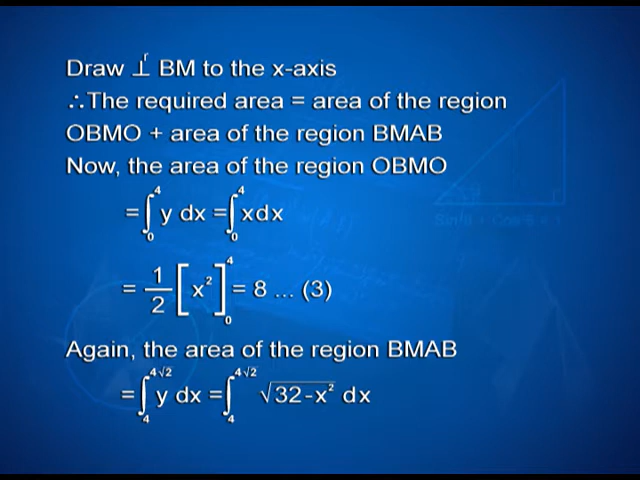 Draw ⊥ʳ BM to the x-axis
∴The required area = area of the region
OBMO + area of the region BMAB
Now, the area of the region OBMO
= ∫₀⁴ y dx = ∫₀⁴ xdx
= 1/2 [x²]₀⁴ = 8 ... (3)
Again, the area of the region BMAB
= ∫₄^4√2 y dx = ∫₄^4√2 √32-x² dx